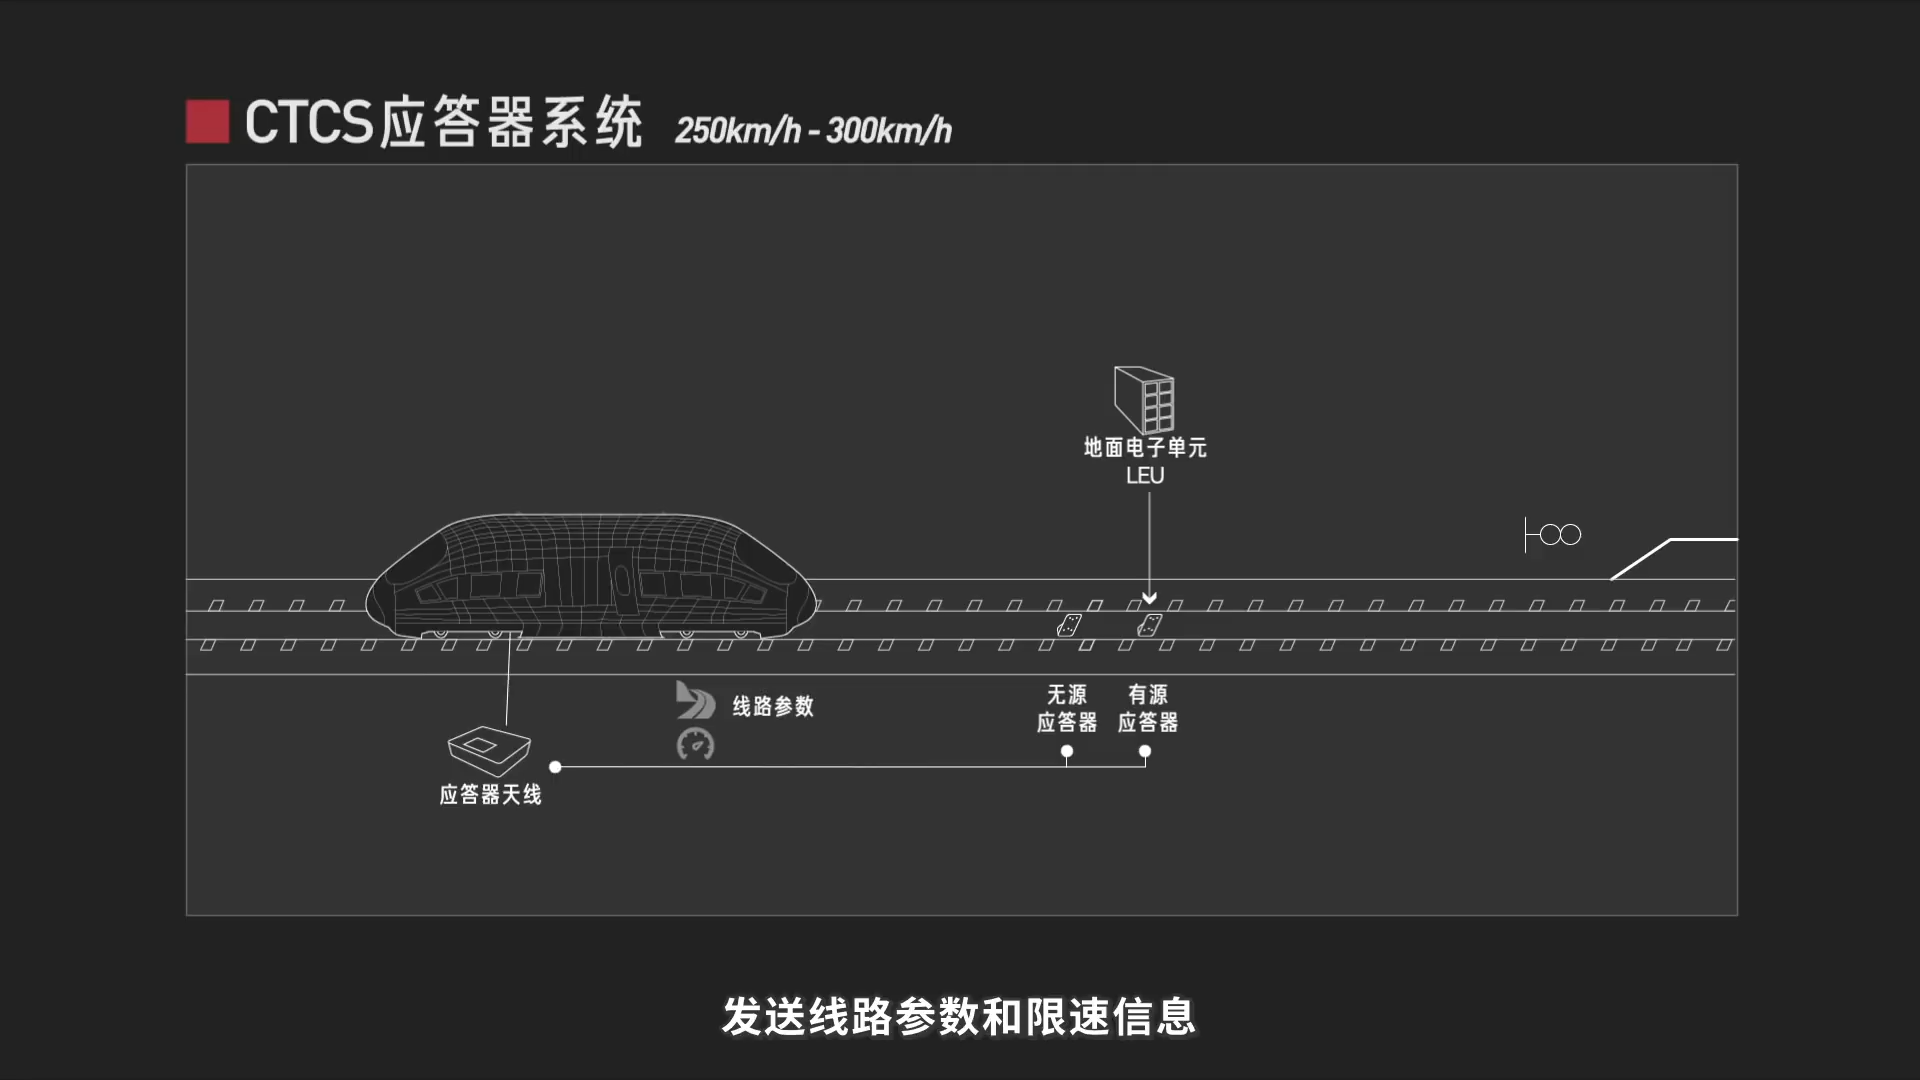 CTCS应答器系统 250km/h - 300km/h
地面电子单元
LEU
线路参数
无源
应答器
有源
应答器
应答器天线
发送线路参数和限速信息